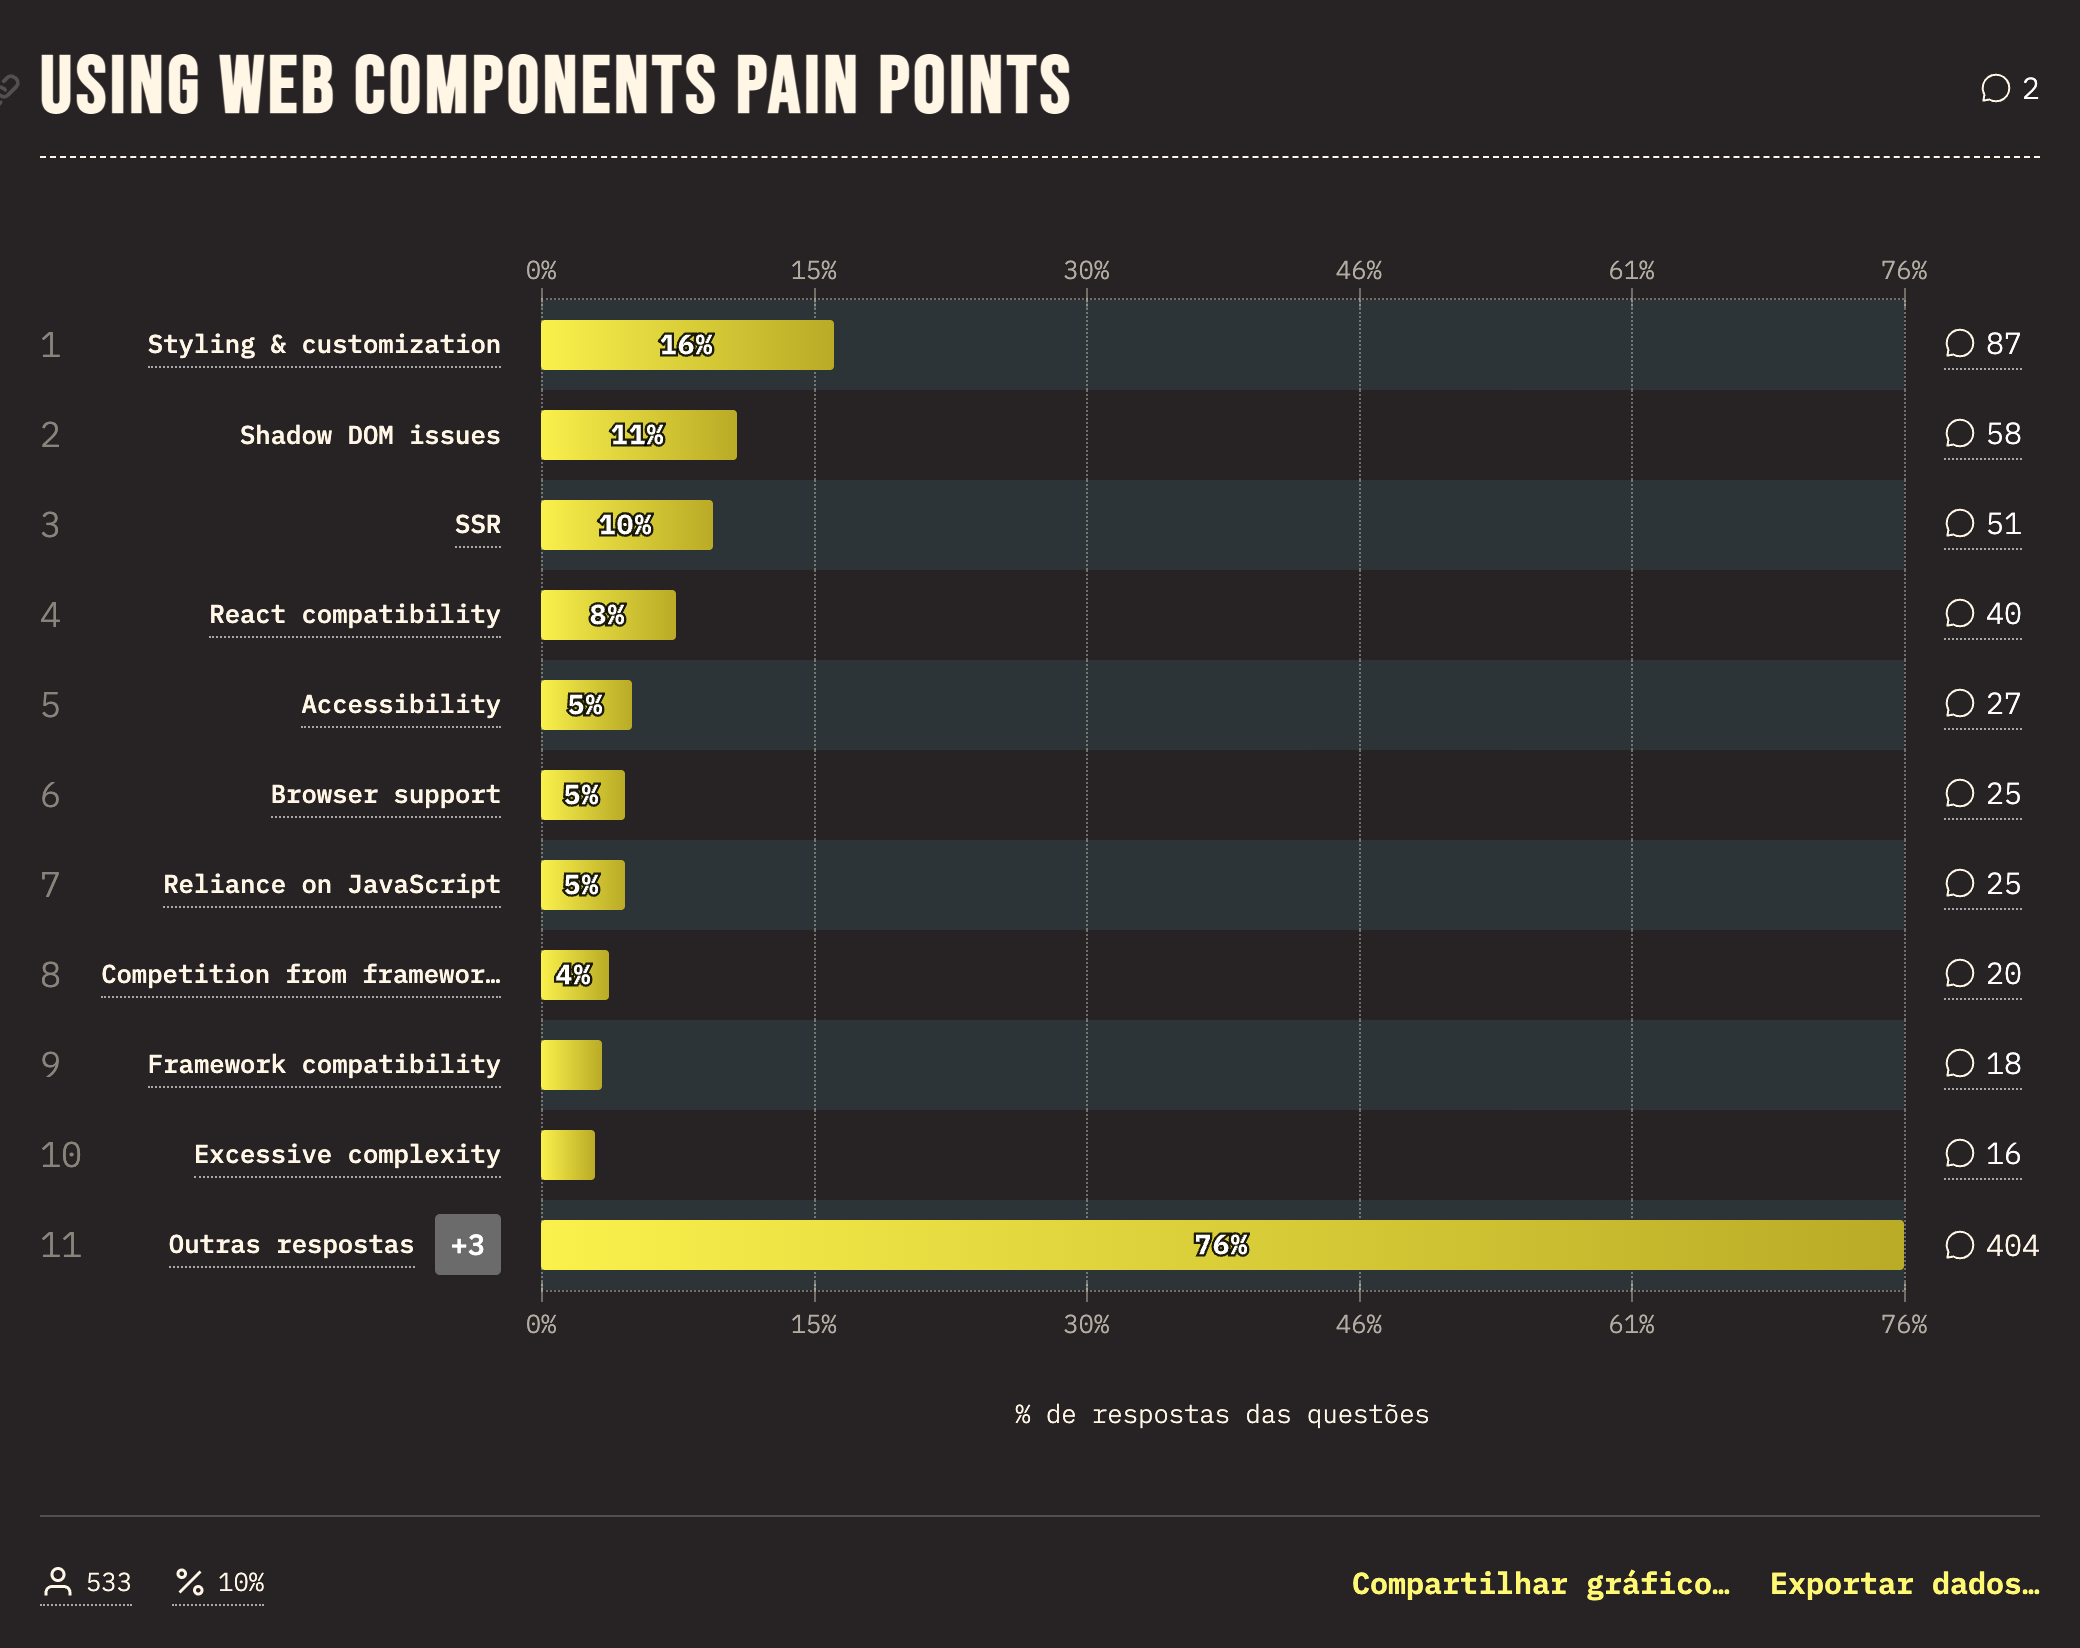 USING WEB COMPONENTS PAIN POINTS
2
0% 15% 30% 46% 61% 76%
1 Styling & customization 16% 87
2 Shadow DOM issues 11% 58
3 SSR 10% 51
4 React compatibility 8% 40
5 Accessibility 5% 27
6 Browser support 5% 25
7 Reliance on JavaScript 5% 25
8 Competition from framewor… 4% 20
9 Framework compatibility 18
10 Excessive complexity 16
11 Outras respostas +3 76% 404
0% 15% 30% 46% 61% 76%
% de respostas das questões
533 10% Compartilhar gráfico… Exportar dados…